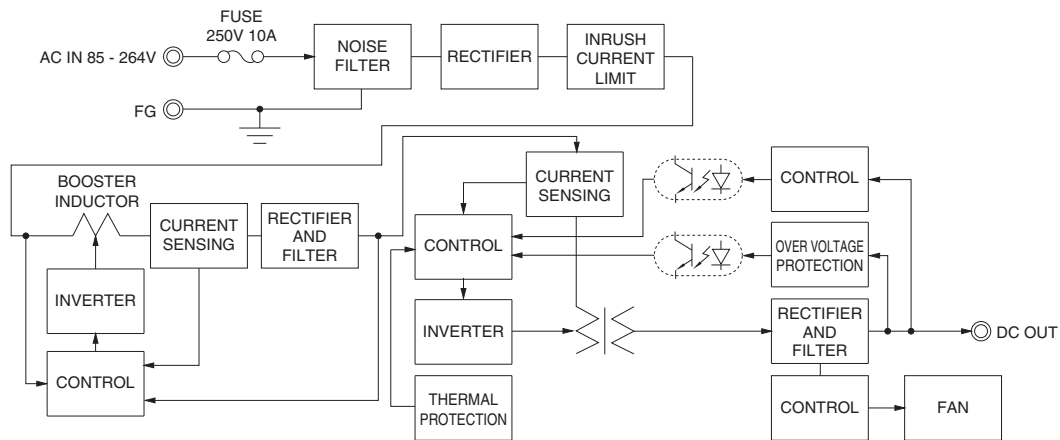 FUSE
250V 10A
AC IN 85 - 264V
NOISE
FILTER
RECTIFIER
INRUSH
CURRENT
LIMIT
FG
BOOSTER
INDUCTOR
CURRENT
SENSING
RECTIFIER
AND
FILTER
INVERTER
CONTROL
CURRENT
SENSING
CONTROL
INVERTER
THERMAL
PROTECTION
CONTROL
OVER VOLTAGE
PROTECTION
RECTIFIER
AND
FILTER
DC OUT
CONTROL
FAN